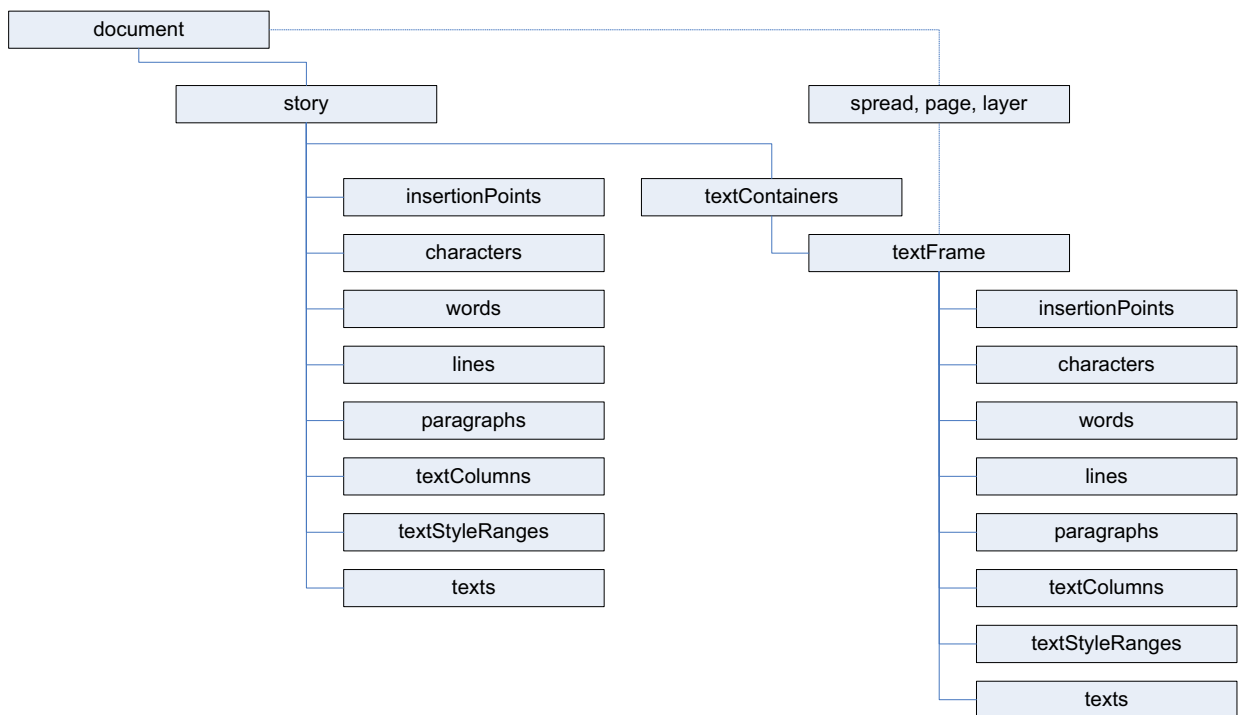 document
story
spread, page, layer
insertionPoints
textContainers
characters
textFrame
words
insertionPoints
lines
characters
paragraphs
words
textColumns
lines
textStyleRanges
paragraphs
texts
textColumns
textStyleRanges
texts